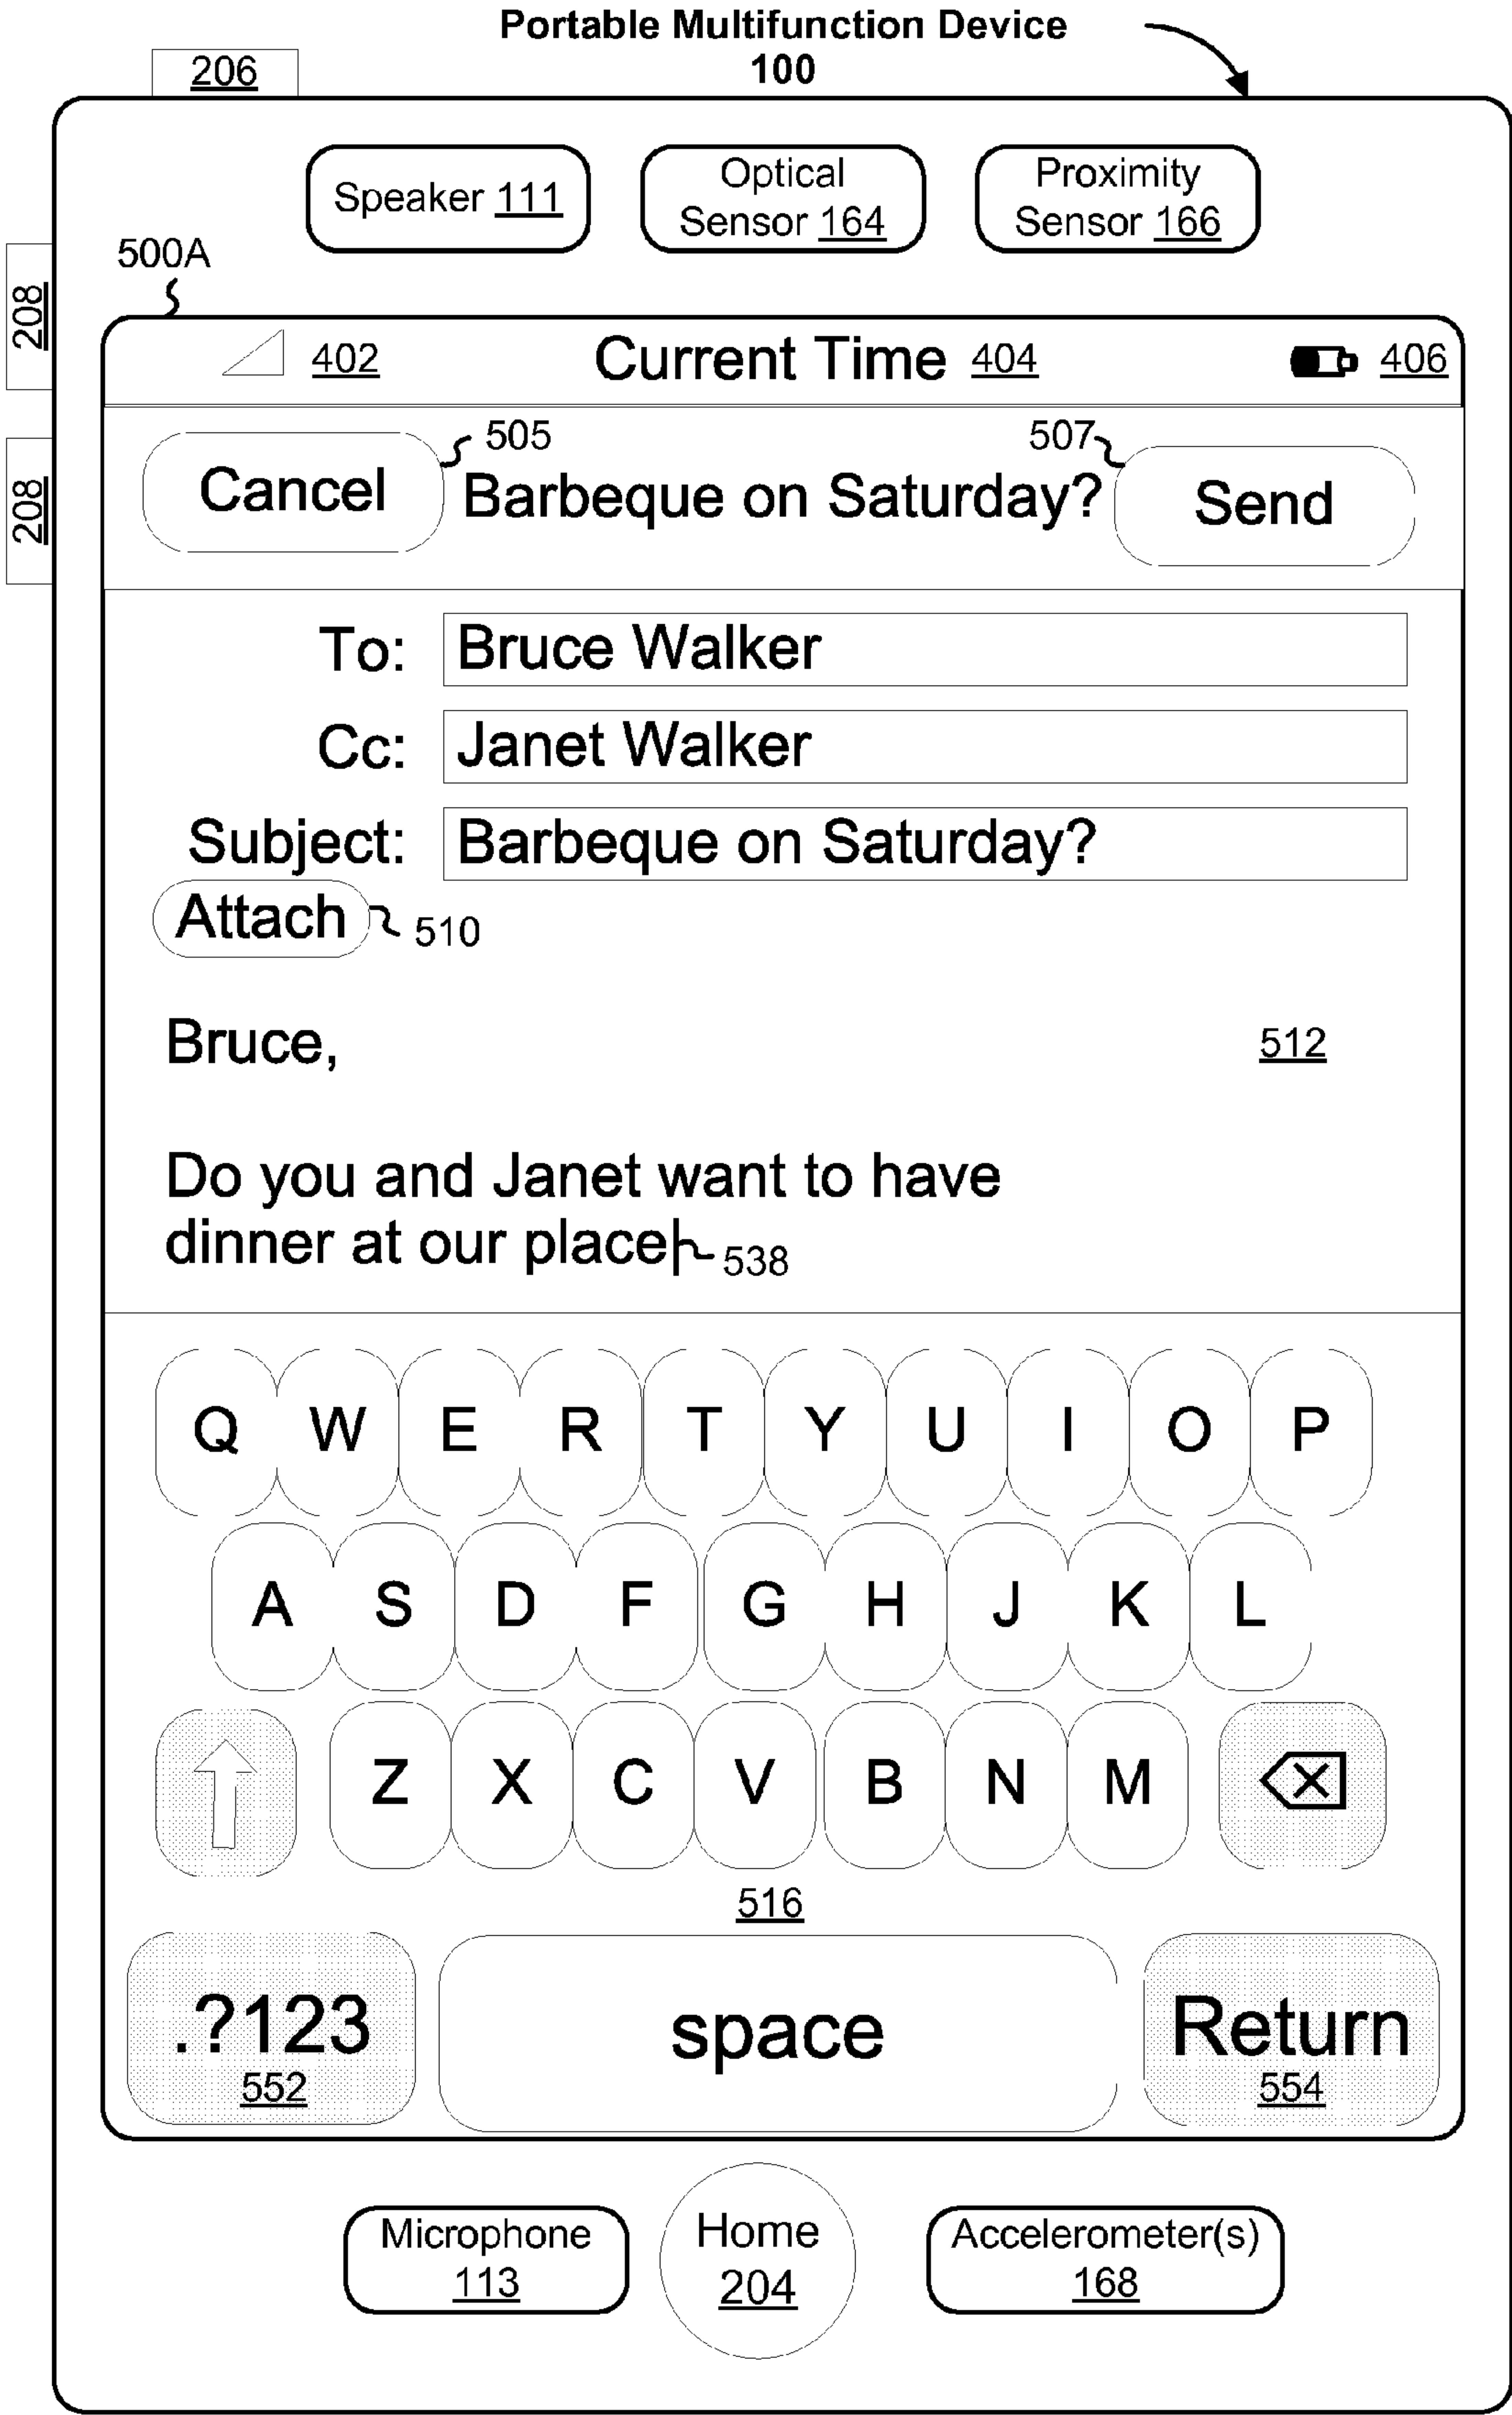 Portable Multifunction Device
100
206
Speaker 111
Optical
Sensor 164
Proximity
Sensor 166
500A
208
208
402
Current Time 404
406
505
507
Cancel
Barbeque on Saturday?
Send
To: Bruce Walker
Cc: Janet Walker
Subject: Barbeque on Saturday?
Attach
510
Bruce,
512
Do you and Janet want to have
dinner at our place
538
Q W E R T Y U I O P
A S D F G H J K L
Z X C V B N M
516
.?123
552
space
Return
554
Microphone
113
Home
204
Accelerometer(s)
168